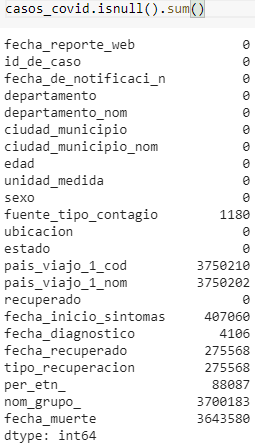 casos_covid.isnull().sum()
fecha_reporte_web 0
id_de_caso 0
fecha_de_notificaci_n 0
departamento 0
departamento_nom 0
ciudad_municipio 0
ciudad_municipio_nom 0
edad 0
unidad_medida 0
sexo 0
fuente_tipo_contagio 1180
ubicacion 0
estado 0
pais_viajo_1_cod 3750210
pais_viajo_1_nom 3750202
recuperado 0
fecha_inicio_sintomas 407060
fecha_diagnostico 4106
fecha_recuperado 275568
tipo_recuperacion 275568
per_etn_ 88087
nom_grupo_ 3700183
fecha_muerte 3643580
dtype: int64